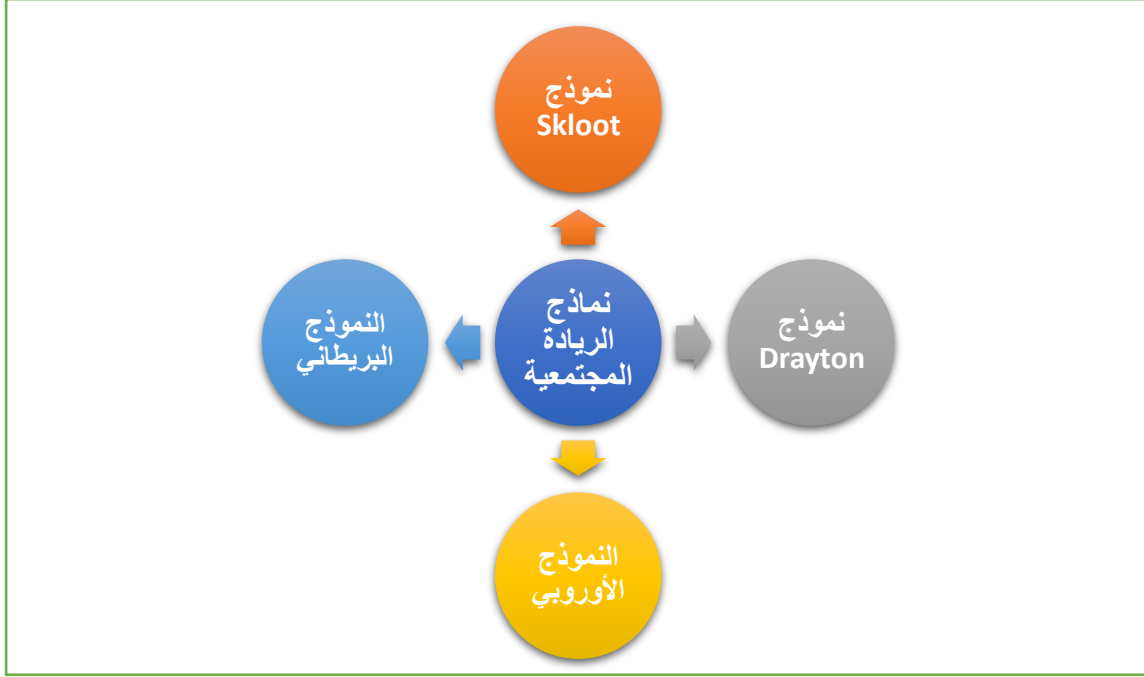 نموذج
Skloot
نماذج
الريادة
المجتمعية
نموذج
Drayton
النموذج
البريطاني
النموذج
الأوروبي